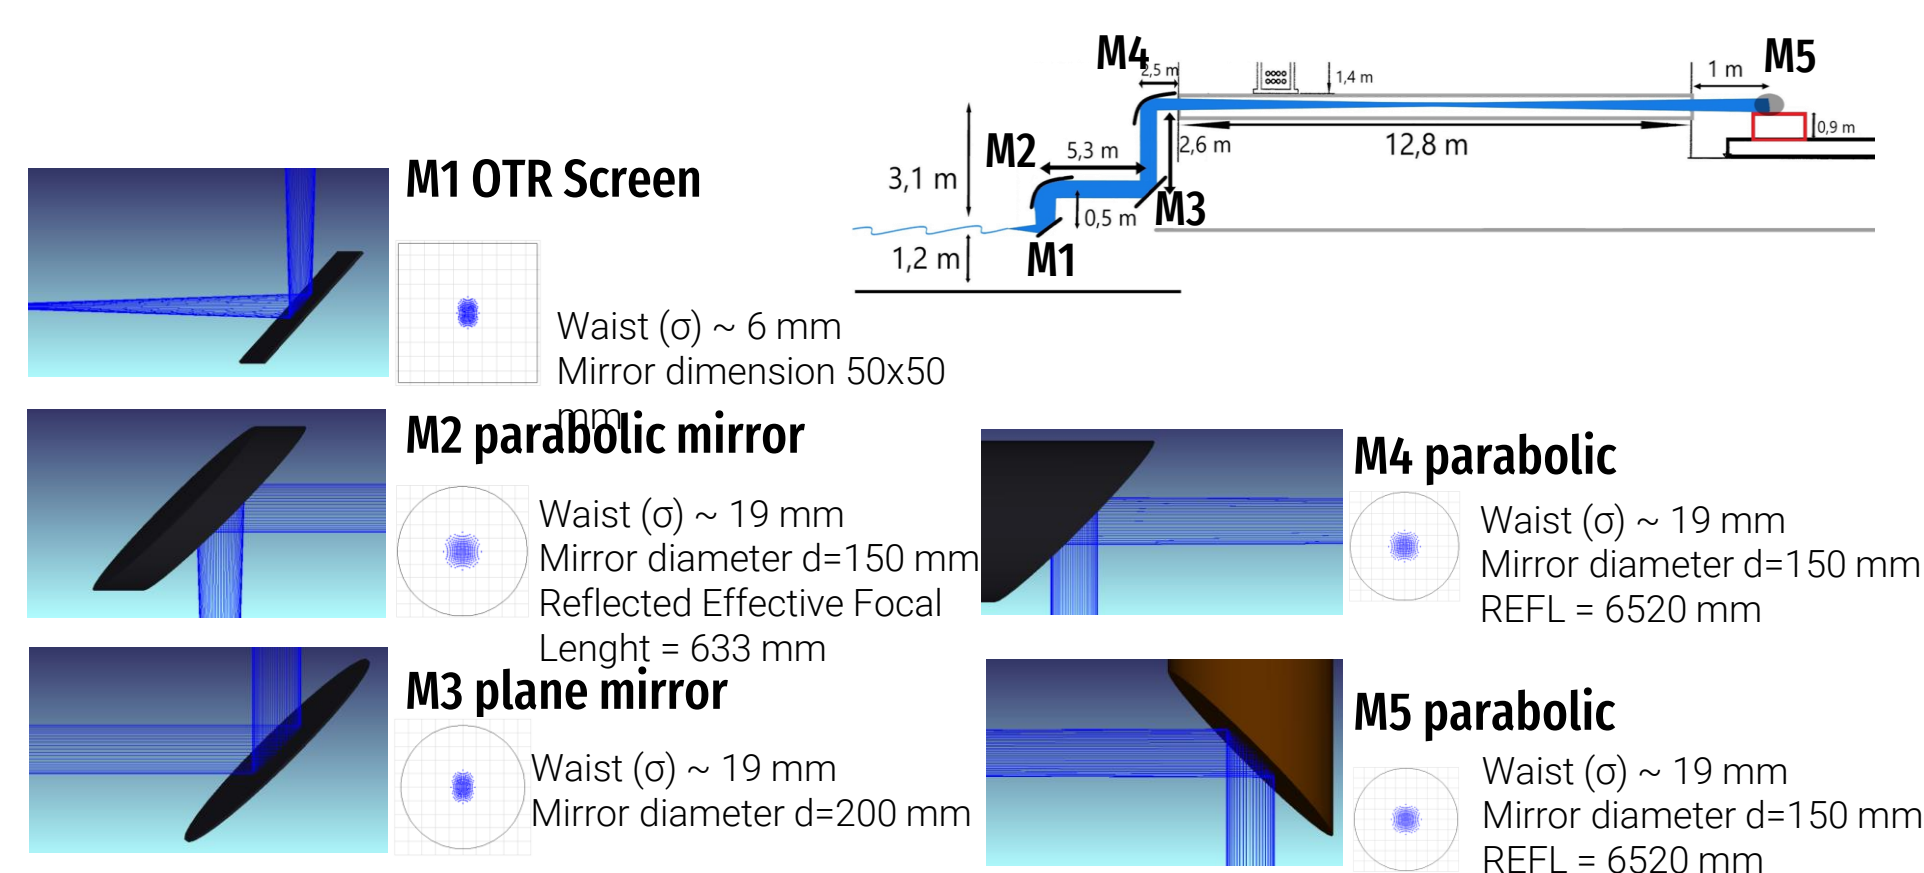 M4
2,5 m
1,4 m
1 m
M5
M2
5,3 m
2,6 m
12,8 m
0,9 m
3,1 m
0,5 m
M3
1,2 m
M1
M1 OTR Screen
Waist (σ) ~ 6 mm
Mirror dimension 50x50
mm
M2 parabolic mirror
Waist (σ) ~ 19 mm
Mirror diameter d=150 mm
Reflected Effective Focal
Lenght = 633 mm
M3 plane mirror
Waist (σ) ~ 19 mm
Mirror diameter d=200 mm
M4 parabolic
Waist (σ) ~ 19 mm
Mirror diameter d=150 mm
REFL = 6520 mm
M5 parabolic
Waist (σ) ~ 19 mm
Mirror diameter d=150 mm
REFL = 6520 mm